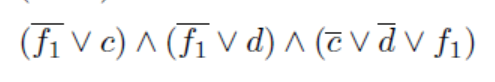 (f̅₁ ∨ c) ∧ (f̅₁ ∨ d) ∧ (c̅ ∨ d̅ ∨ f₁)